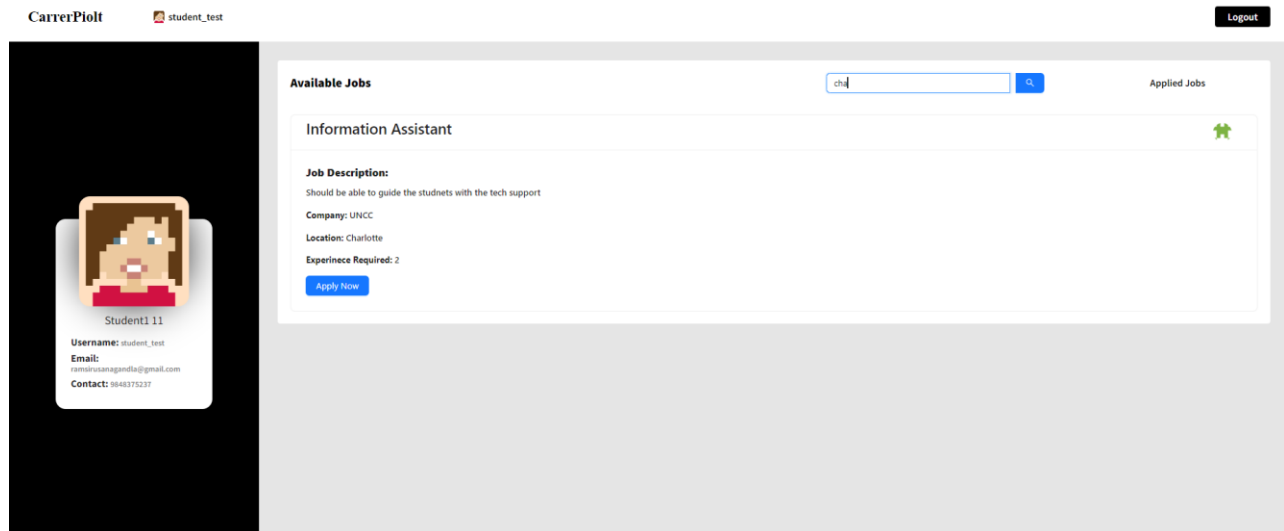 CarrerPiolt
student_test
Logout
Available Jobs
cha
Applied Jobs
Information Assistant
Job Description:
Should be able to guide the studnets with the tech support
Company: UNCC
Location: Charlotte
Experinece Required: 2
Apply Now
Student1 11
Username: student_test
Email:
ramsirusanagandla@gmail.com
Contact: 9848375237